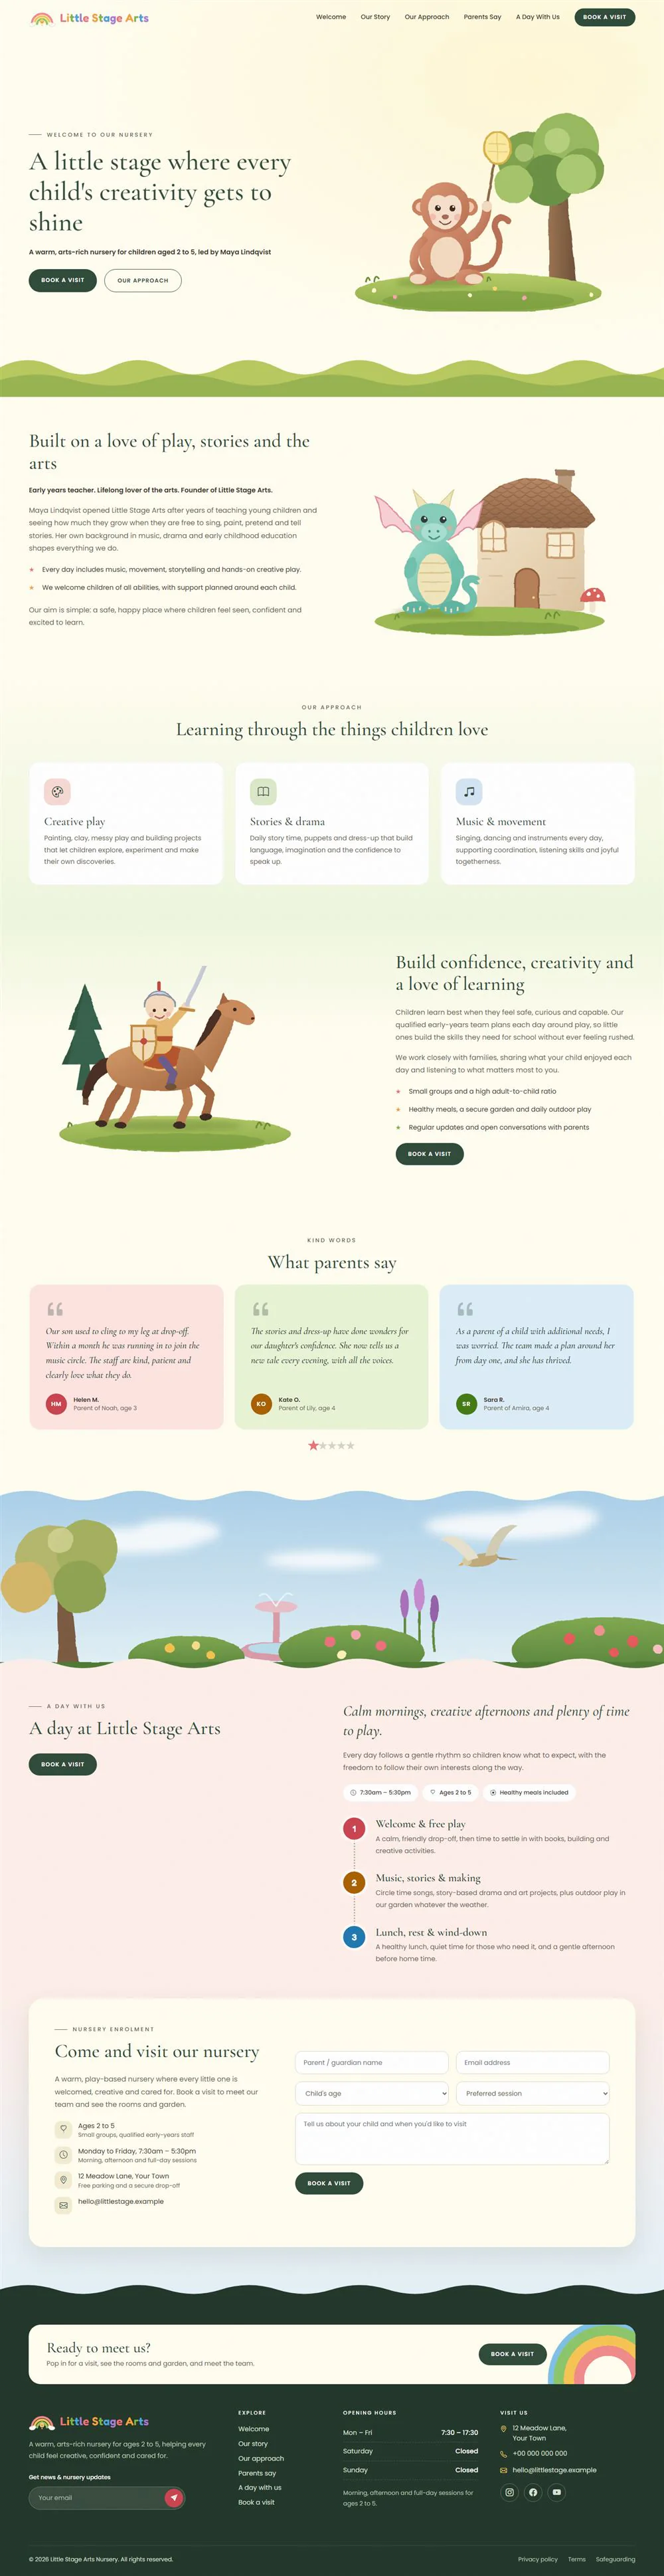 Little Stage Arts
Welcome
Our Story
Our Approach
Parents Say
A Day With Us
BOOK A VISIT
WELCOME TO OUR NURSERY
A little stage where every
child's creativity gets to
shine
A warm, arts-rich nursery for children aged 2 to 5, led by Maya Lindqvist
BOOK A VISIT
OUR APPROACH
Built on a love of play, stories and the
arts
Early years teacher. Lifelong lover of the arts. Founder of Little Stage Arts.
Maya Lindqvist opened Little Stage Arts after years of teaching young children and
seeing how much they grow when they are free to sing, paint, pretend and tell
stories. Her own background in music, drama and early childhood education
shapes everything we do.
Every day includes music, movement, storytelling and hands-on creative play.
We welcome children of all abilities, with support planned around each child.
Our aim is simple: a safe, happy place where children feel seen, confident and
excited to learn.
OUR APPROACH
Learning through the things children love
Creative play
Painting, clay, messy play and building projects
that let children explore, experiment and make
their own discoveries.
Stories & drama
Daily story time, puppets and dress-up that build
language, imagination and the confidence to
speak up.
Music & movement
Singing, dancing and instruments every day,
supporting coordination, listening skills and joyful
togetherness.
Build confidence, creativity and
a love of learning
Children learn best when they feel safe, curious and capable. Our
qualified early-years team plans each day around play, so little
ones build the skills they need for school without ever feeling rushed.
We work closely with families, sharing what your child enjoyed each
day and listening to what matters most to you.
Small groups and a high adult-to-child ratio
Healthy meals, a secure garden and daily outdoor play
Regular updates and open conversations with parents
BOOK A VISIT
KIND WORDS
What parents say
Our son used to cling to my leg at drop-off.
Within a month he was running in to join the
music circle. The staff are kind, patient and
clearly love what they do.
HM
Helen M.
Parent of Noah, age 3
The stories and dress-up have done wonders for
our daughter's confidence. She now tells us a
new tale every evening, with all the voices.
KO
Kate O.
Parent of Lily, age 4
As a parent of a child with additional needs, I
was worried. The team made a plan around her
from day one, and she has thrived.
SR
Sara R.
Parent of Amira, age 4
A DAY WITH US
A day at Little Stage Arts
BOOK A VISIT
Calm mornings, creative afternoons and plenty of time
to play.
Every day follows a gentle rhythm so children know what to expect, with the
freedom to follow their own interests along the way.
7:30am – 5:30pm
Ages 2 to 5
Healthy meals included
1
Welcome & free play
A calm, friendly drop-off, then time to settle in with books, building and
creative activities.
2
Music, stories & making
Circle time songs, story-based drama and art projects, plus outdoor play in
our garden whatever the weather.
3
Lunch, rest & wind-down
A healthy lunch, quiet time for those who need it, and a gentle afternoon
before home time.
NURSERY ENROLMENT
Come and visit our nursery
A warm, play-based nursery where every little one is
welcomed, creative and cared for. Book a visit to meet our
team and see the rooms and garden.
Ages 2 to 5
Small groups, qualified early-years staff
Monday to Friday, 7:30am – 5:30pm
Morning, afternoon and full-day sessions
12 Meadow Lane, Your Town
Free parking and a secure drop-off
hello@littlestage.example
Parent / guardian name
Email address
Child's age
Preferred session
Tell us about your child and when you'd like to visit
BOOK A VISIT
Ready to meet us?
Pop in for a visit, see the rooms and garden, and meet the team.
BOOK A VISIT
Little Stage Arts
A warm, arts-rich nursery for ages 2 to 5, helping every
child feel creative, confident and cared for.
Get news & nursery updates
Your email
EXPLORE
Welcome
Our story
Our approach
Parents say
A day with us
Book a visit
OPENING HOURS
Mon – Fri 7:30 – 17:30
Saturday Closed
Sunday Closed
Morning, afternoon and full-day sessions for
ages 2 to 5.
VISIT US
12 Meadow Lane,
Your Town
+00 000 000 000
hello@littlestage.example
© 2026 Little Stage Arts Nursery. All rights reserved.
Privacy policy
Terms
Safeguarding